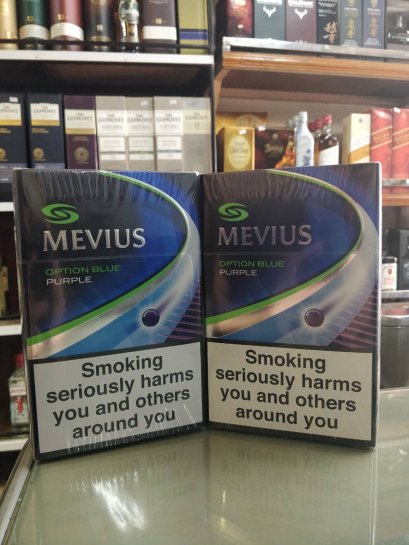 MEVIUS
OPTION BLUE
PURPLE
Smoking
seriously harms
you and others
around you
MEVIUS
OPTION BLUE
PURPLE
Smoking
seriously harms
you and others
around you